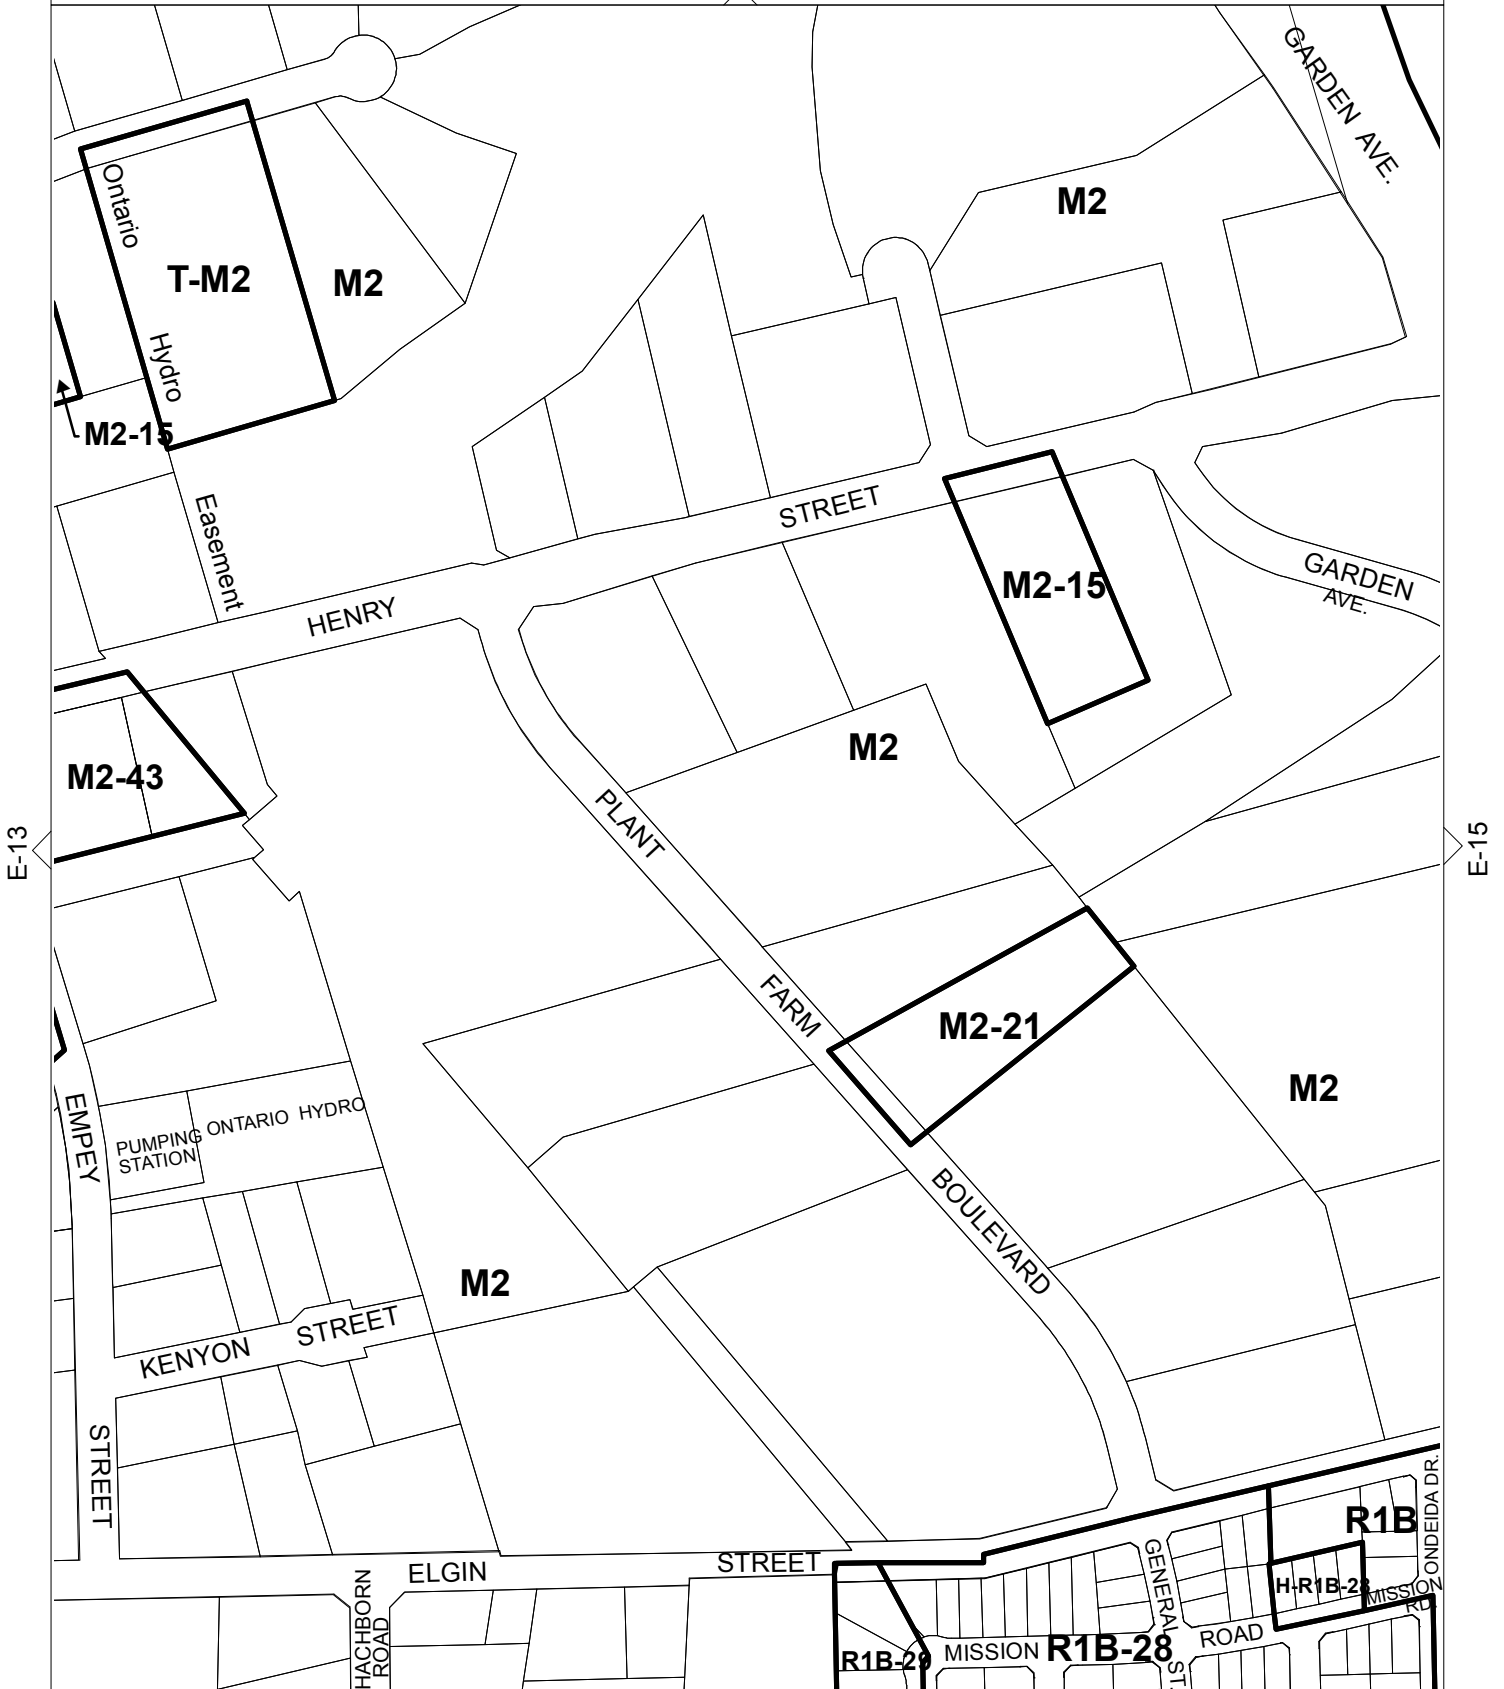 GARDEN AVE.
M2
Ontario
T-M2
M2
Hydro
M2-15
STREET
Easement
M2-15
GARDEN
AVE.
HENRY
M2
M2-43
PLANT
E-13
E-15
FARM
M2-21
M2
EMPEY
PUMPING
STATION
ONTARIO HYDRO
BOULEVARD
M2
STREET
KENYON
STREET
ONDEIDA DR.
R1B
GENERAL
ST.
STREET
ELGIN
H-R1B-28
MISSION
RD.
HACHBORN
ROAD
R1B-29
MISSION
R1B-28
ROAD